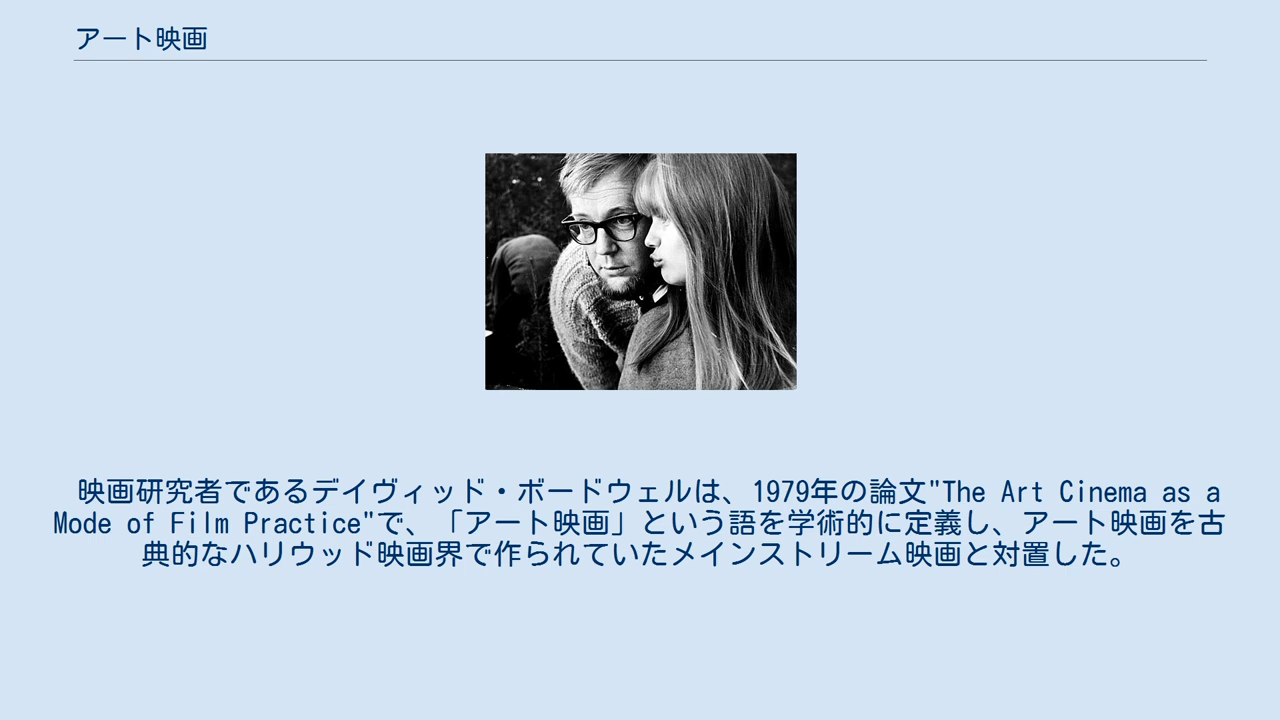 アート映画
映画研究者であるデイヴィッド・ボードウェルは、1979年の論文"The Art Cinema as a
Mode of Film Practice"で、「アート映画」という語を学術的に定義し、アート映画を古
典的なハリウッド映画界で作られていたメインストリーム映画と対置した。